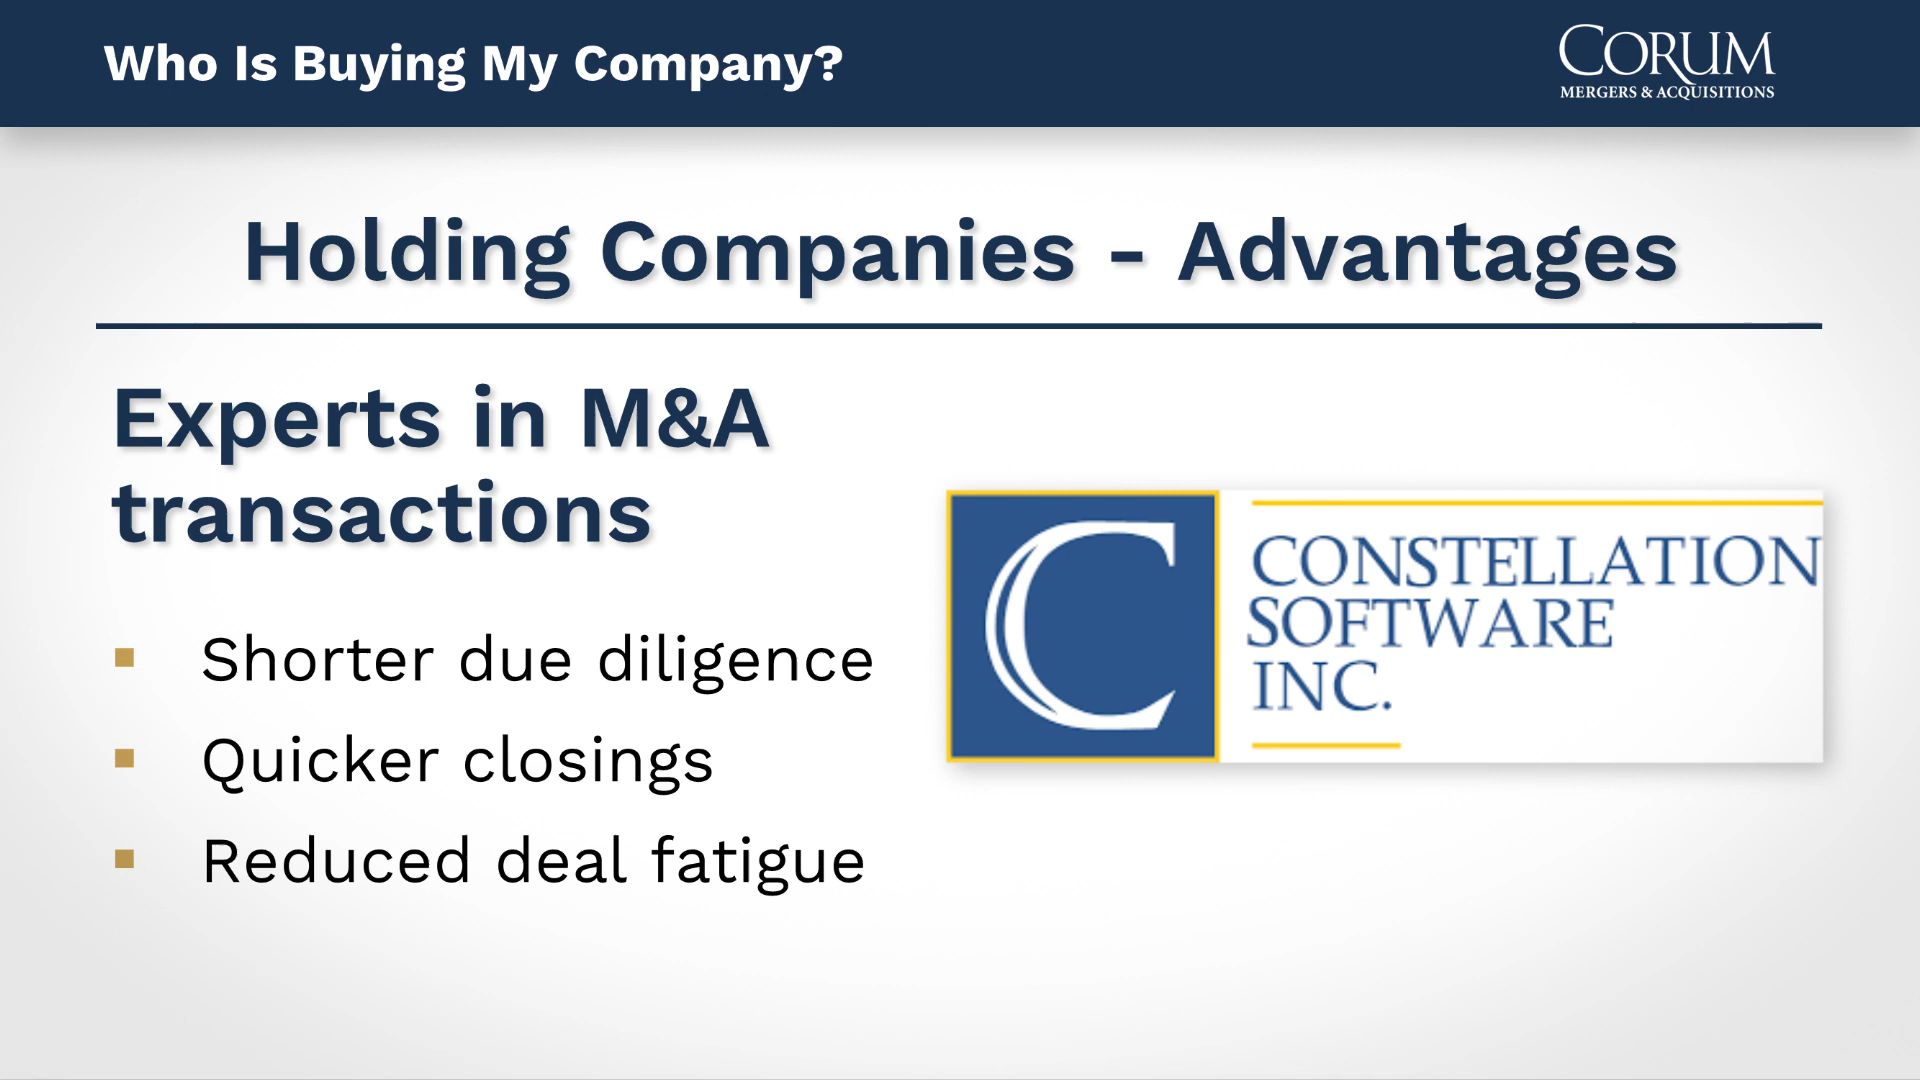 Who Is Buying My Company?
CORUM
MERGERS & ACQUISITIONS
Holding Companies - Advantages
Experts in M&A
transactions
▪ Shorter due diligence
▪ Quicker closings
▪ Reduced deal fatigue
C
CONSTELLATION
SOFTWARE
INC.